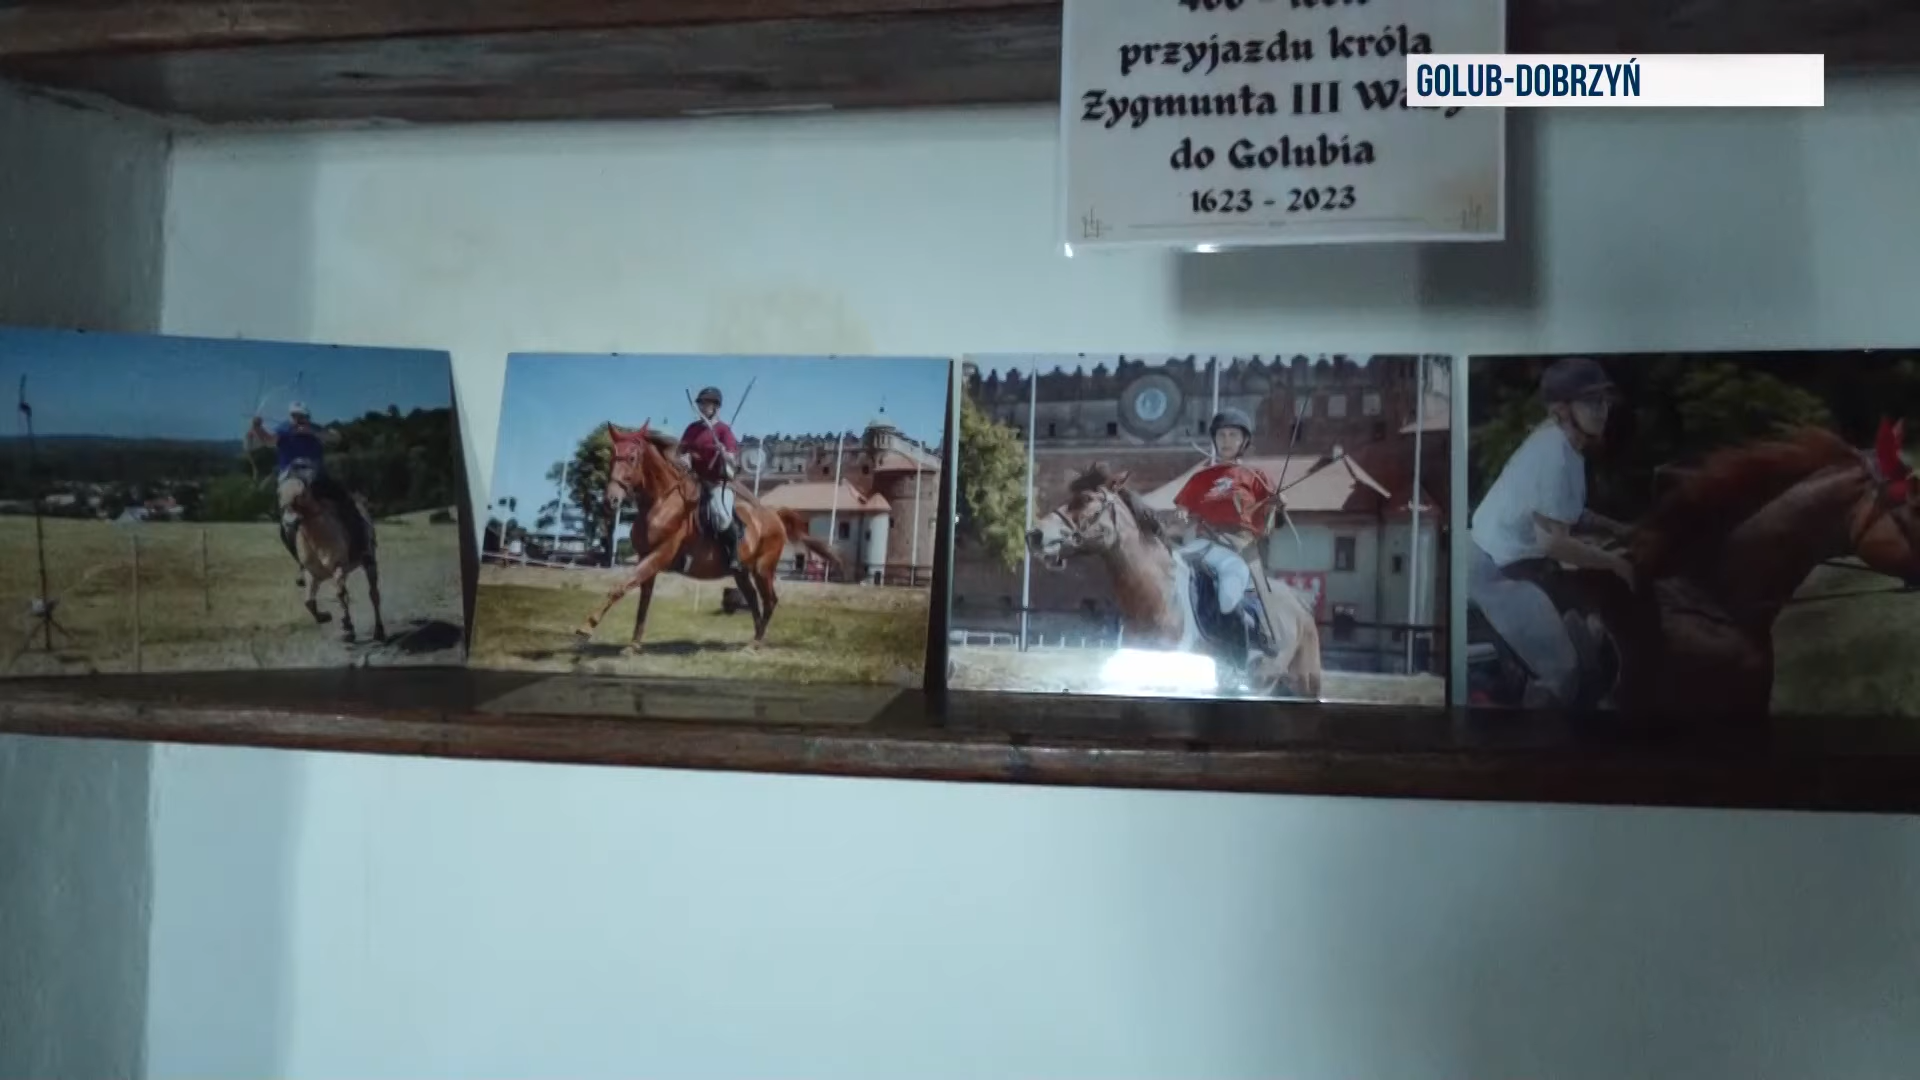 przyjazdu króla
Zygmunta III
do Golubia
1623 - 2023
GOLUB-DOBRZYŃ